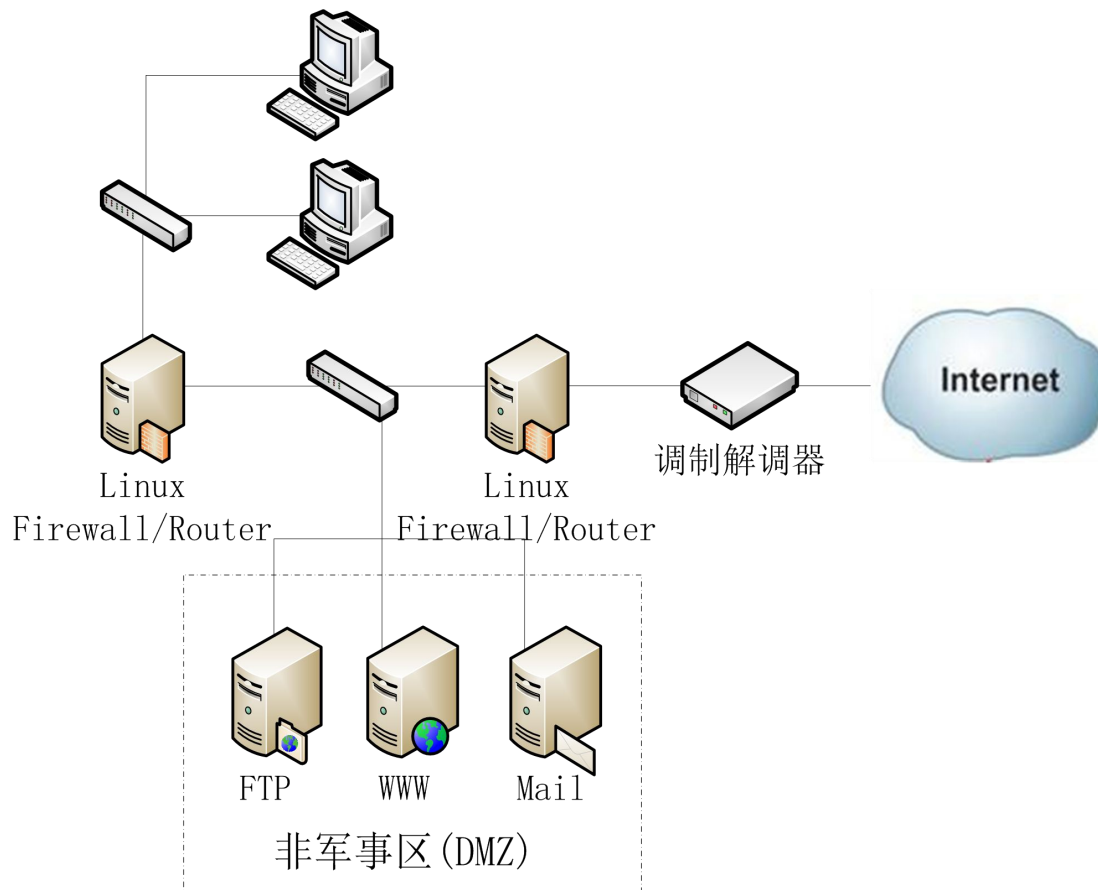 Internet
调制解调器
Linux
Firewall/Router
Linux
Firewall/Router
FTP
WWW
Mail
非军事区(DMZ)